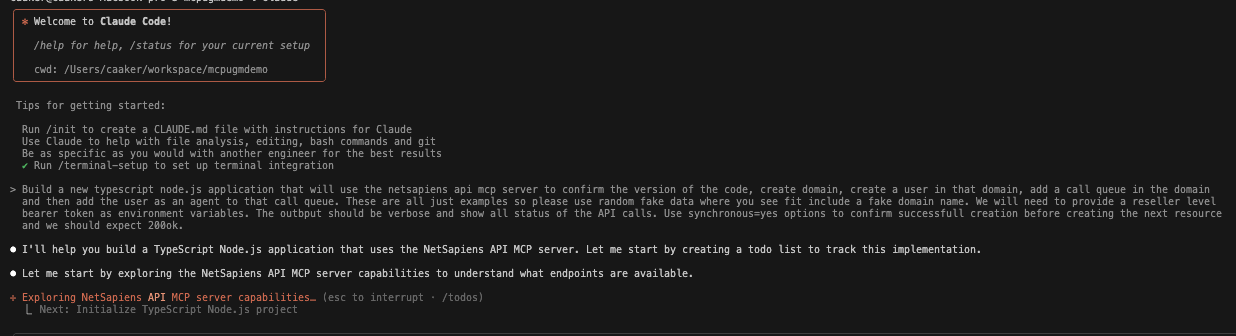 ✻ Welcome to Claude Code!
/help for help, /status for your current setup
cwd: /Users/caaker/workspace/mcpugmdemo
Tips for getting started:
Run /init to create a CLAUDE.md file with instructions for Claude
Use Claude to help with file analysis, editing, bash commands and git
Be as specific as you would with another engineer for the best results
✔ Run /terminal-setup to set up terminal integration
> Build a new typescript node.js application that will use the netsapiens api mcp server to confirm the version of the code, create domain, create a user in that domain, add a call queue in the domain
and then add the user as an agent to that call queue. These are all just examples so please use random fake data where you see fit include a fake domain name. We will need to provide a reseller level
bearer token as environment variables. The outbput should be verbose and show all status of the API calls. Use synchronous=yes options to confirm successfull creation before creating the next resource
and we should expect 200ok.
● I'll help you build a TypeScript Node.js application that uses the NetSapiens API MCP server. Let me start by creating a todo list to track this implementation.
● Let me start by exploring the NetSapiens API MCP server capabilities to understand what endpoints are available.
✢ Exploring NetSapiens API MCP server capabilities… (esc to interrupt · /todos)
⎿ Next: Initialize TypeScript Node.js project